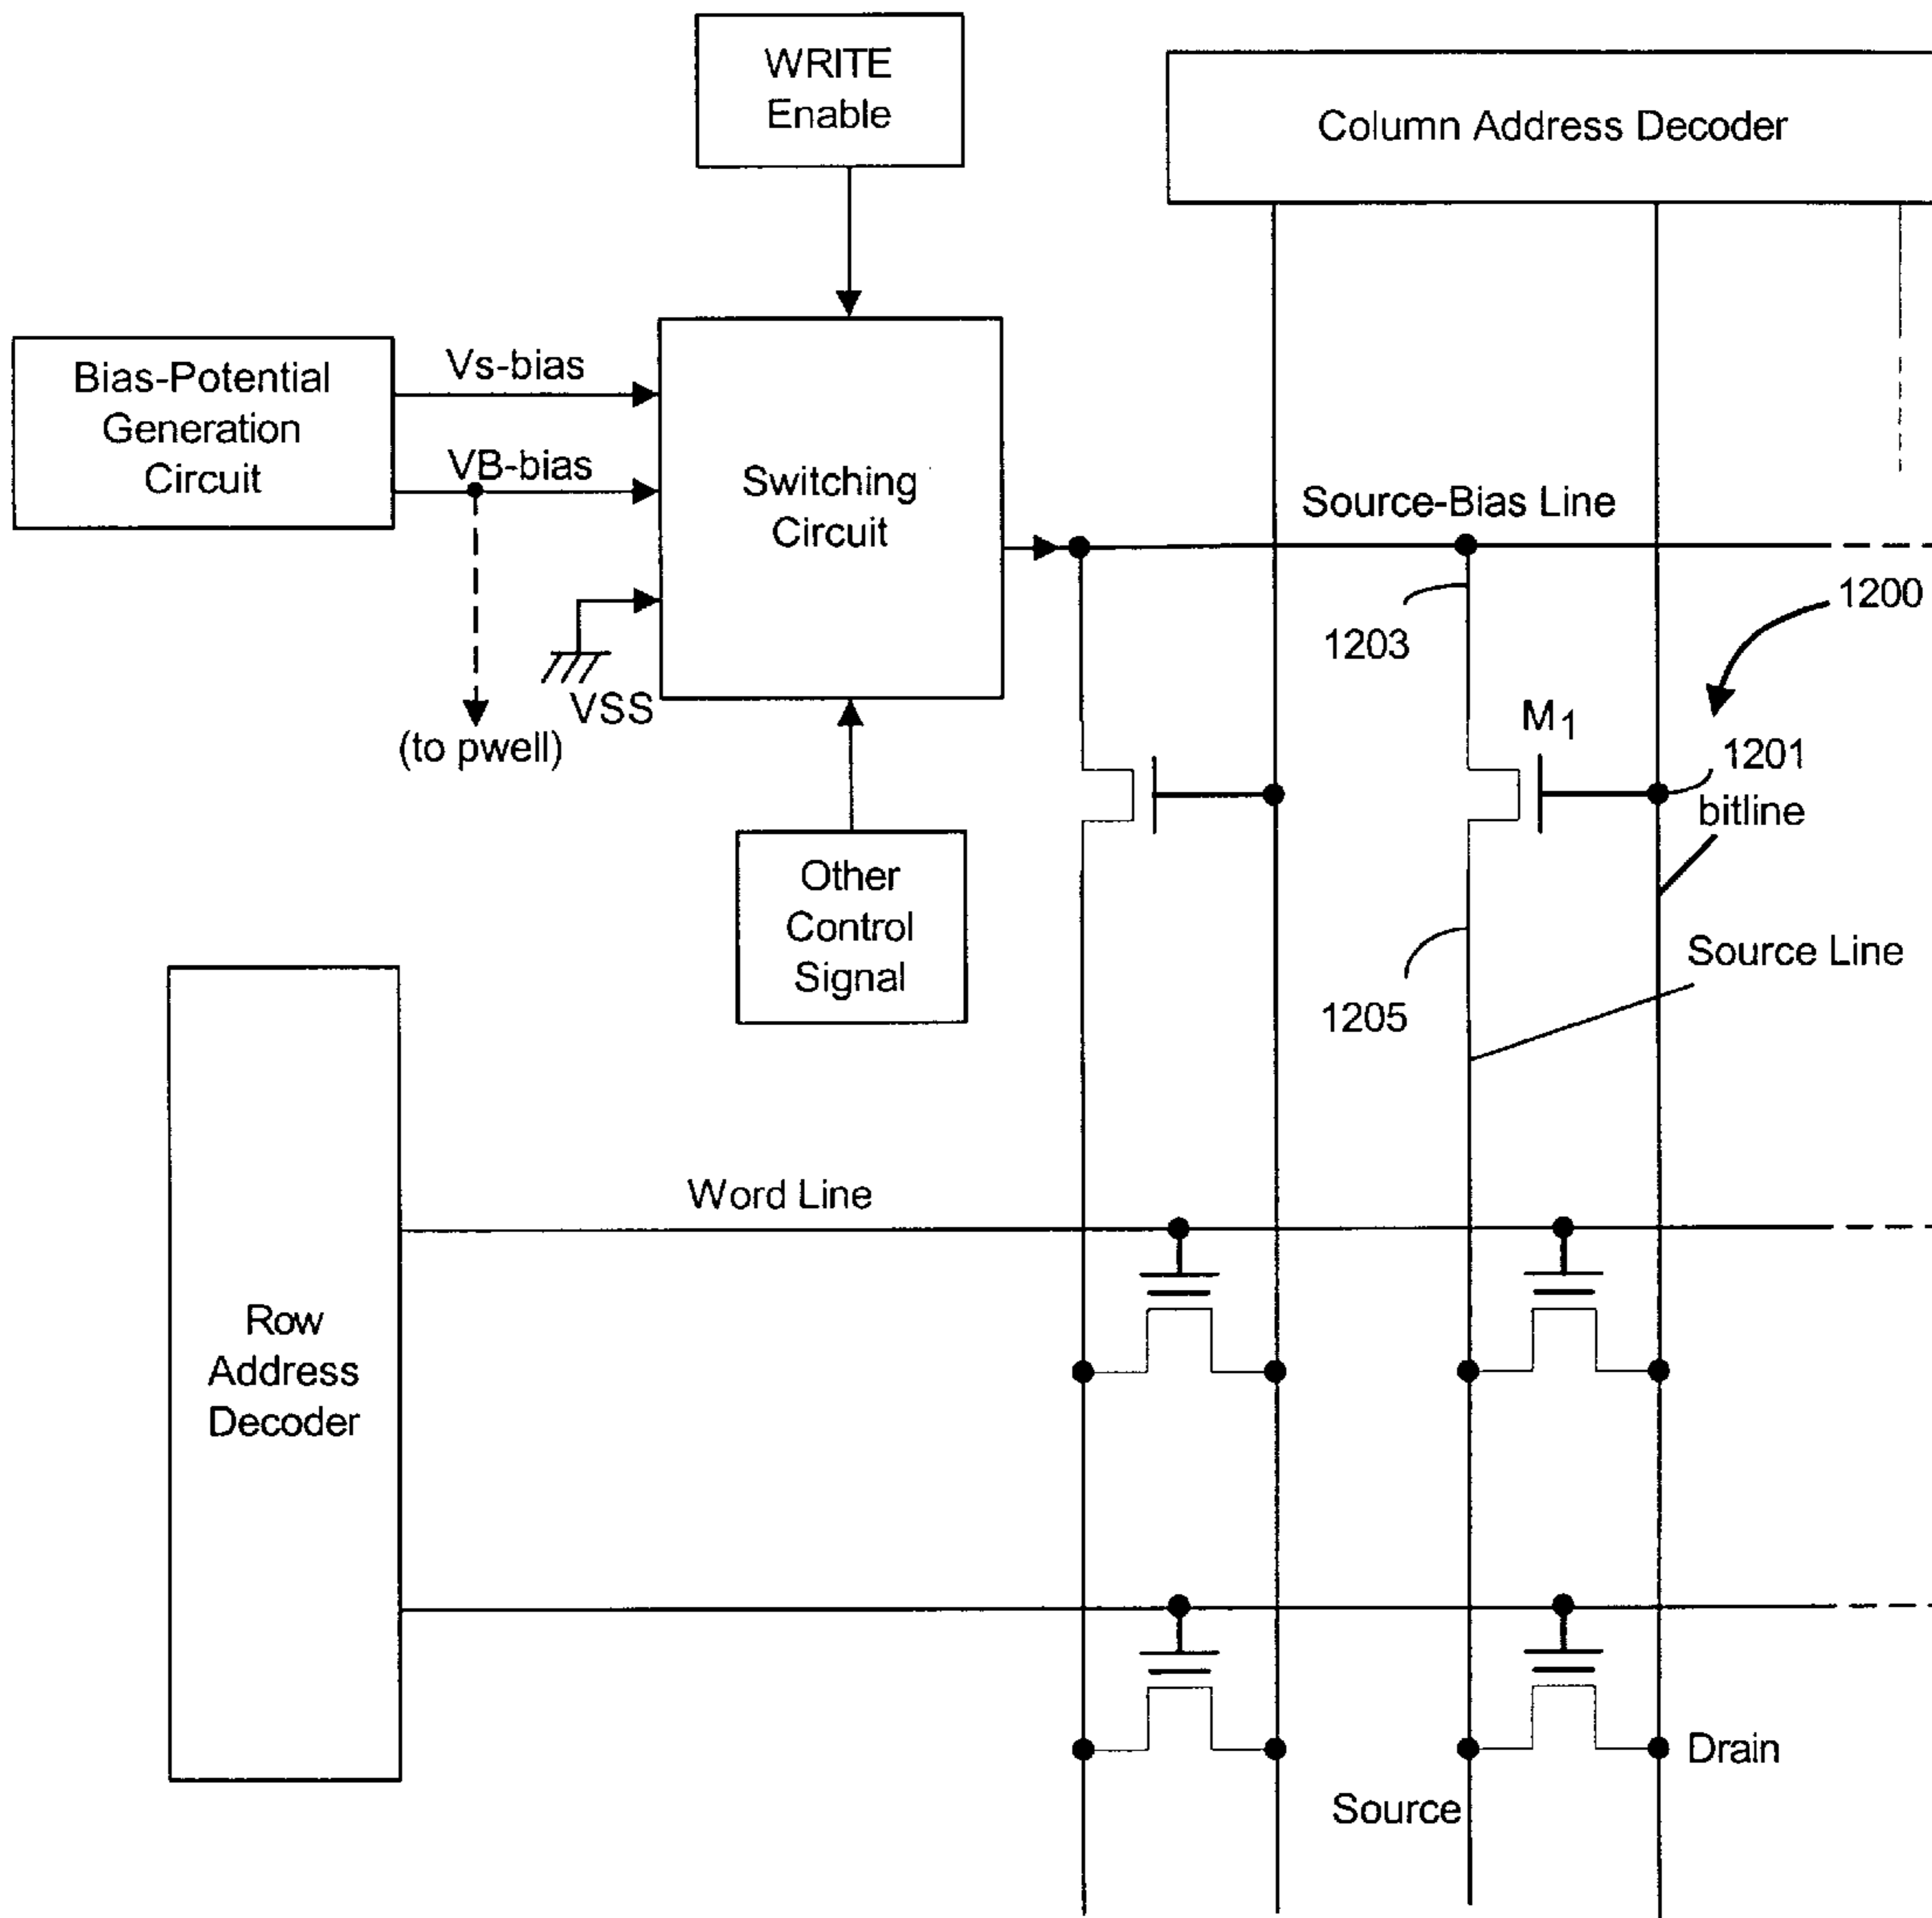 WRITE
Enable
Column Address Decoder
Bias-Potential
Generation
Circuit
Vs-bias
VB-bias
Switching
Circuit
Source-Bias Line
VSS
(to pwell)
1203
1200
M1
1201
bitline
Other
Control
Signal
Source Line
1205
Word Line
Row
Address
Decoder
Drain
Source